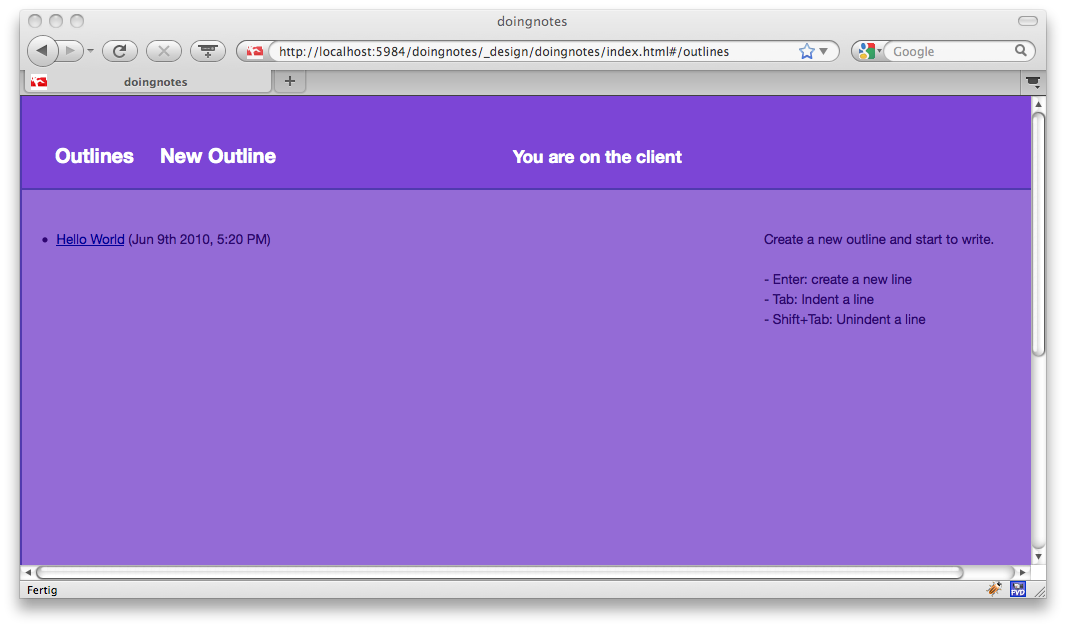 doingnotes
http://localhost:5984/doingnotes/_design/doingnotes/index.html#/outlines
Google
doingnotes
Outlines
New Outline
You are on the client
Hello World (Jun 9th 2010, 5:20 PM)
Create a new outline and start to write.
- Enter: create a new line
- Tab: Indent a line
- Shift+Tab: Unindent a line
Fertig
FVD